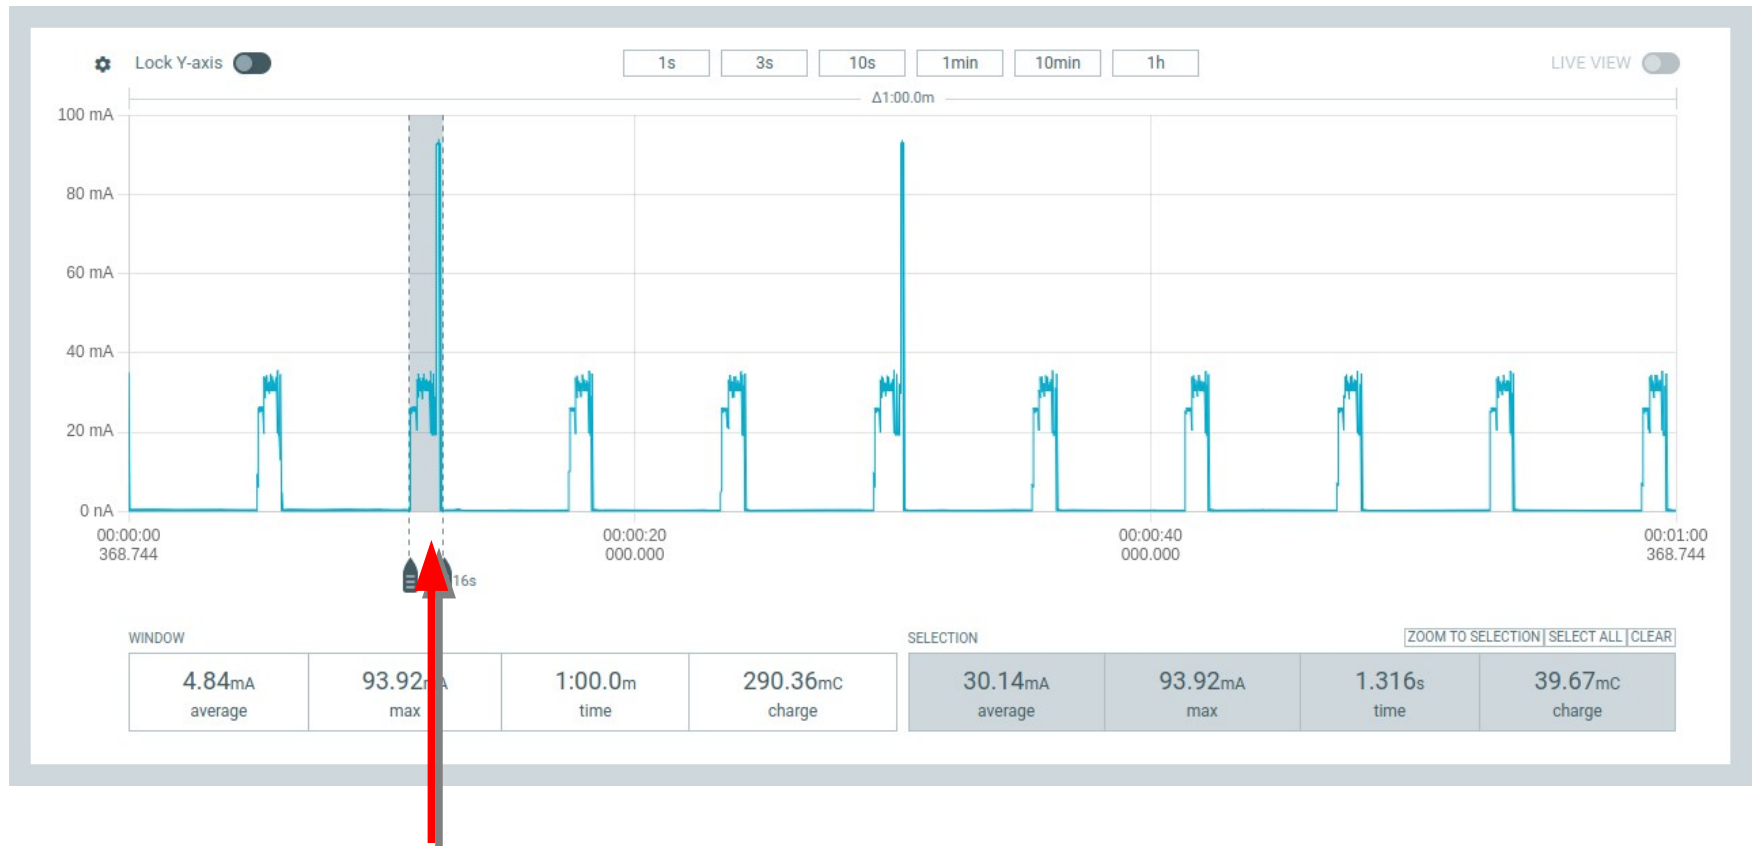 Lock Y-axis 1s 3s 10s 1min 10min 1h LIVE VIEW
Δ1:00.0m
100 mA
80 mA
60 mA
40 mA
20 mA
0 nA
00:00:00 00:00:20 00:00:40 00:01:00
368.744 000.000 000.000 368.744
16s
WINDOW SELECTION ZOOM TO SELECTION SELECT ALL CLEAR
4.84mA 93.92mA 1:00.0m 290.36mC 30.14mA 93.92mA 1.316s 39.67mC
average max time charge average max time charge